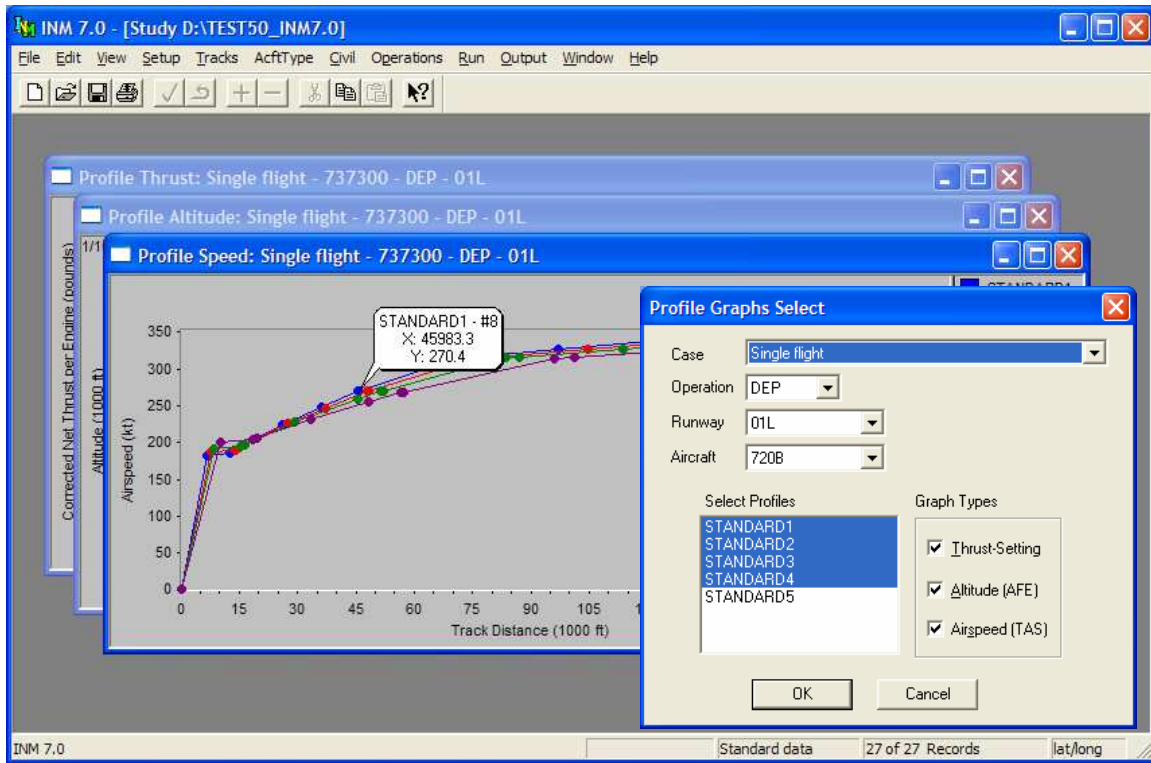 INM 7.0 - [Study D:\TEST50_INM7.0]
File Edit View Setup Tracks AcftType Civil Operations Run Output Window Help
Profile Thrust: Single flight - 737300 - DEP - 01L
Corrected Net Thrust per Engine (pounds)
Profile Altitude: Single flight - 737300 - DEP - 01L
1/1
Altitude (1000 ft)
Profile Speed: Single flight - 737300 - DEP - 01L
STANDARD1
STANDARD1 - #8
X: 45983.3
Y: 270.4
350
300
250
200
150
100
50
0
Airspeed (kt)
0 15 30 45 60 75 90 105
Track Distance (1000 ft)
Profile Graphs Select
Case Single flight
Operation DEP
Runway 01L
Aircraft 720B
Select Profiles
STANDARD1
STANDARD2
STANDARD3
STANDARD4
STANDARD5
Graph Types
Thrust-Setting
Altitude (AFE)
Airspeed (TAS)
OK Cancel
INM 7.0 Standard data 27 of 27 Records lat/long